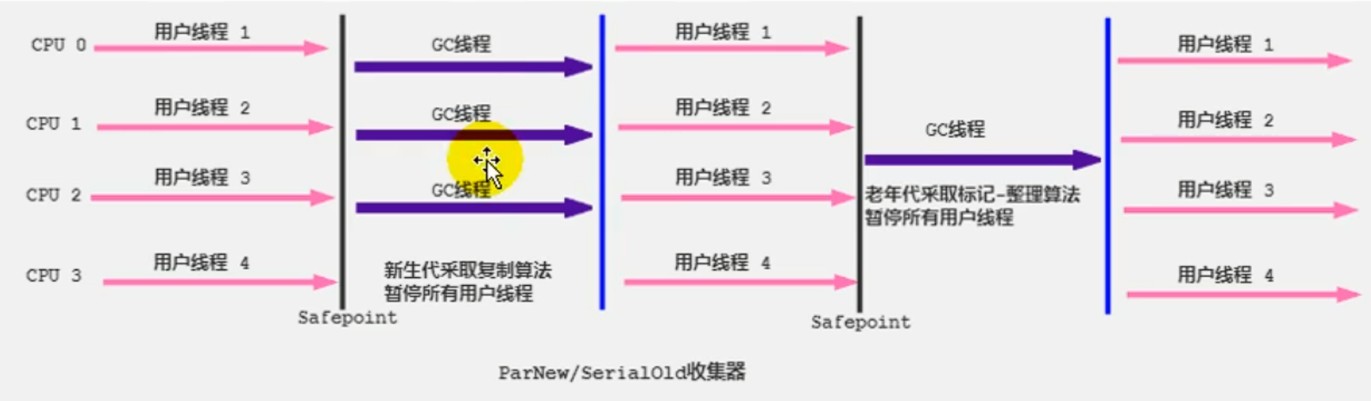 CPU 0
用户线程 1
GC线程
用户线程 1
用户线程 1
CPU 1
用户线程 2
GC线程
用户线程 2
GC线程
用户线程 2
CPU 2
用户线程 3
GC线程
用户线程 3
老年代采取标记-整理算法
暂停所有用户线程
用户线程 3
CPU 3
用户线程 4
新生代采取复制算法
暂停所有用户线程
用户线程 4
用户线程 4
Safepoint
Safepoint
ParNew/SerialOld收集器